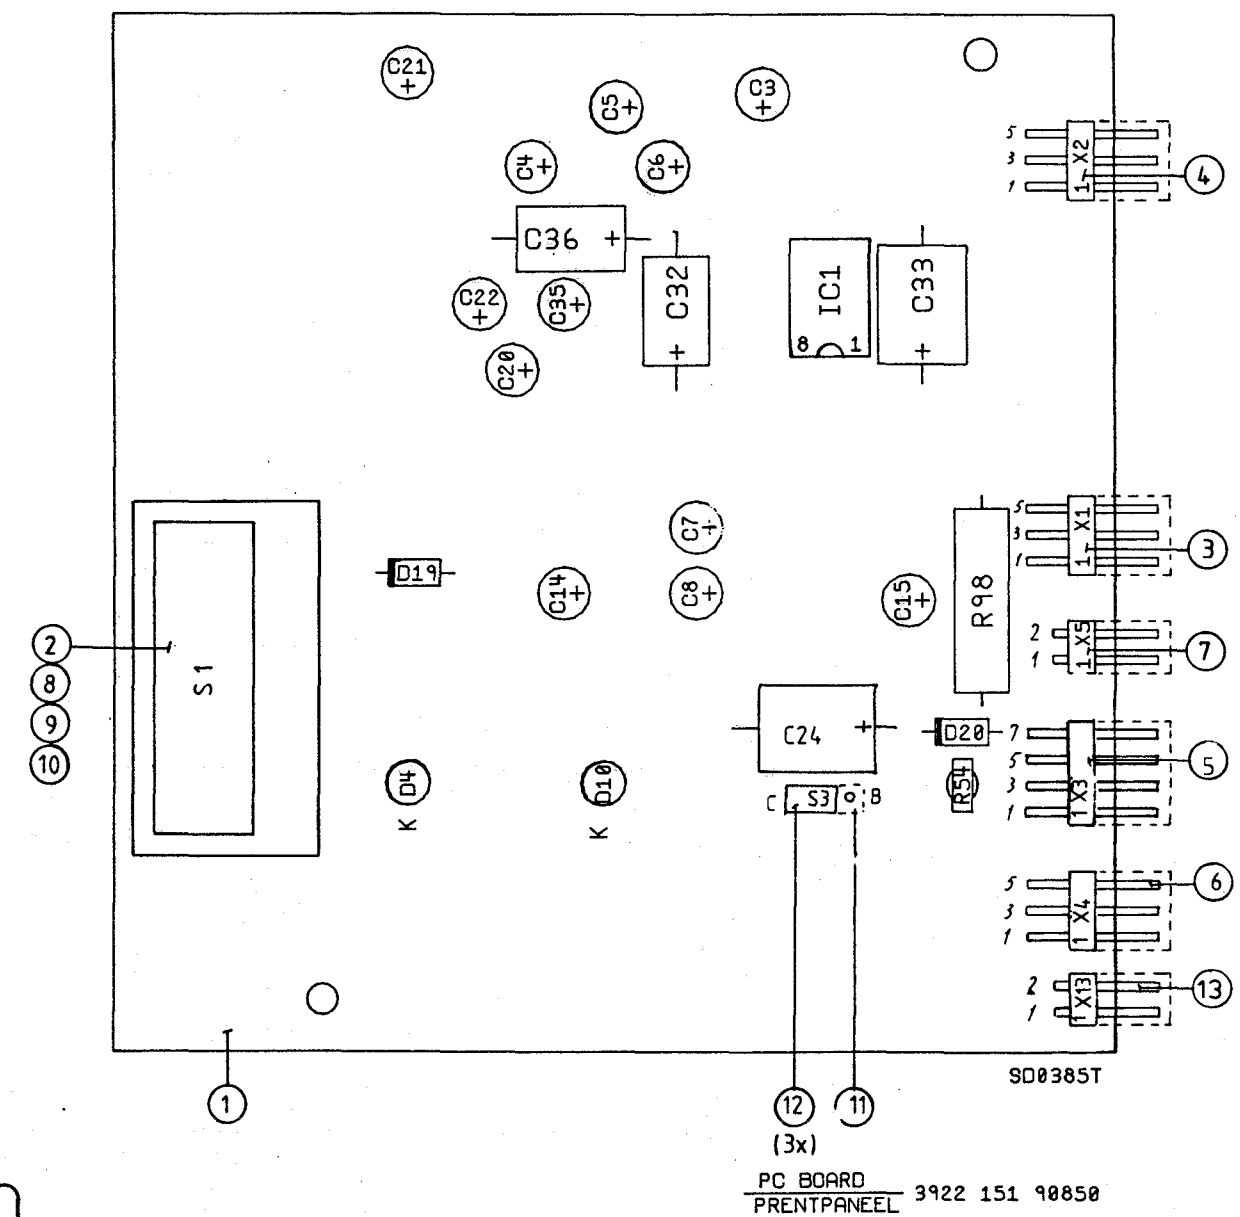 C21
+
C5
+
C3
+
C4
+
C6
+
5
3
1
1 X2
4
C36 +
C22
+
C35
+
C32
+
IC1
8 1
C33
+
C20
+
5
3
1
1 X1
3
C7
+
C8
+
D19
C14
+
C15
+
R98
2
8
9
10
S1
2
1
1 X5
7
C24 +
D20
R54
7
5
3
1
1 X3
5
D4
K
D10
K
C S3 B
5
3
1
1 X4
6
2
1
1 X13
13
SD0385T
1
12
(3x)
11
PC BOARD
PRENTPANEEL
3922 151 90850